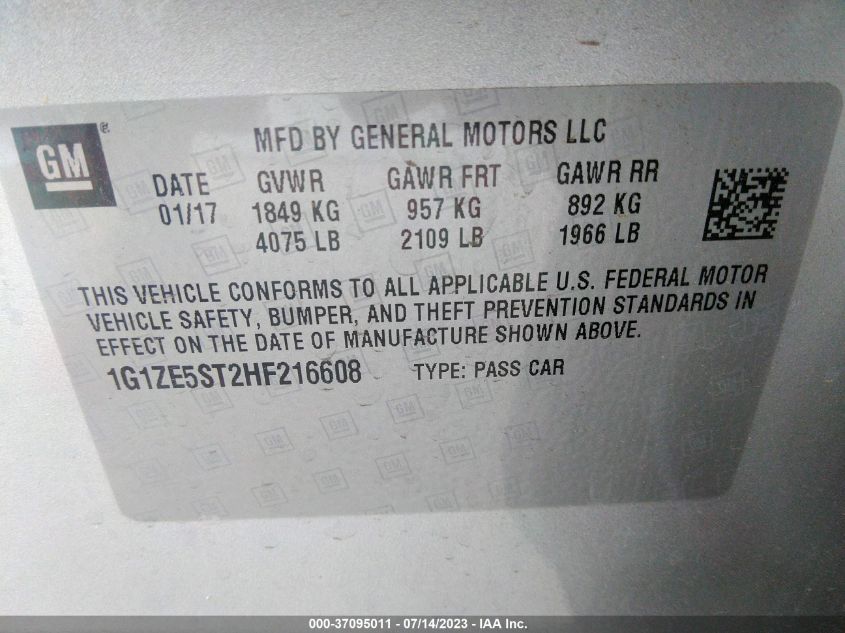 MFD BY GENERAL MOTORS LLC
GM®
DATE GVWR GAWR FRT GAWR RR
01/17 1849 KG 957 KG 892 KG
4075 LB 2109 LB 1966 LB
THIS VEHICLE CONFORMS TO ALL APPLICABLE U.S. FEDERAL MOTOR
VEHICLE SAFETY, BUMPER, AND THEFT PREVENTION STANDARDS IN
EFFECT ON THE DATE OF MANUFACTURE SHOWN ABOVE.
1G1ZE5ST2HF216608 TYPE: PASS CAR
000-37095011 - 07/14/2023 - IAA Inc.